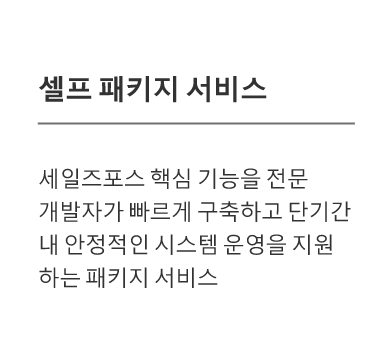 셀프 패키지 서비스
세일즈포스 핵심 기능을 전문
개발자가 빠르게 구축하고 단기간
내 안정적인 시스템 운영을 지원
하는 패키지 서비스